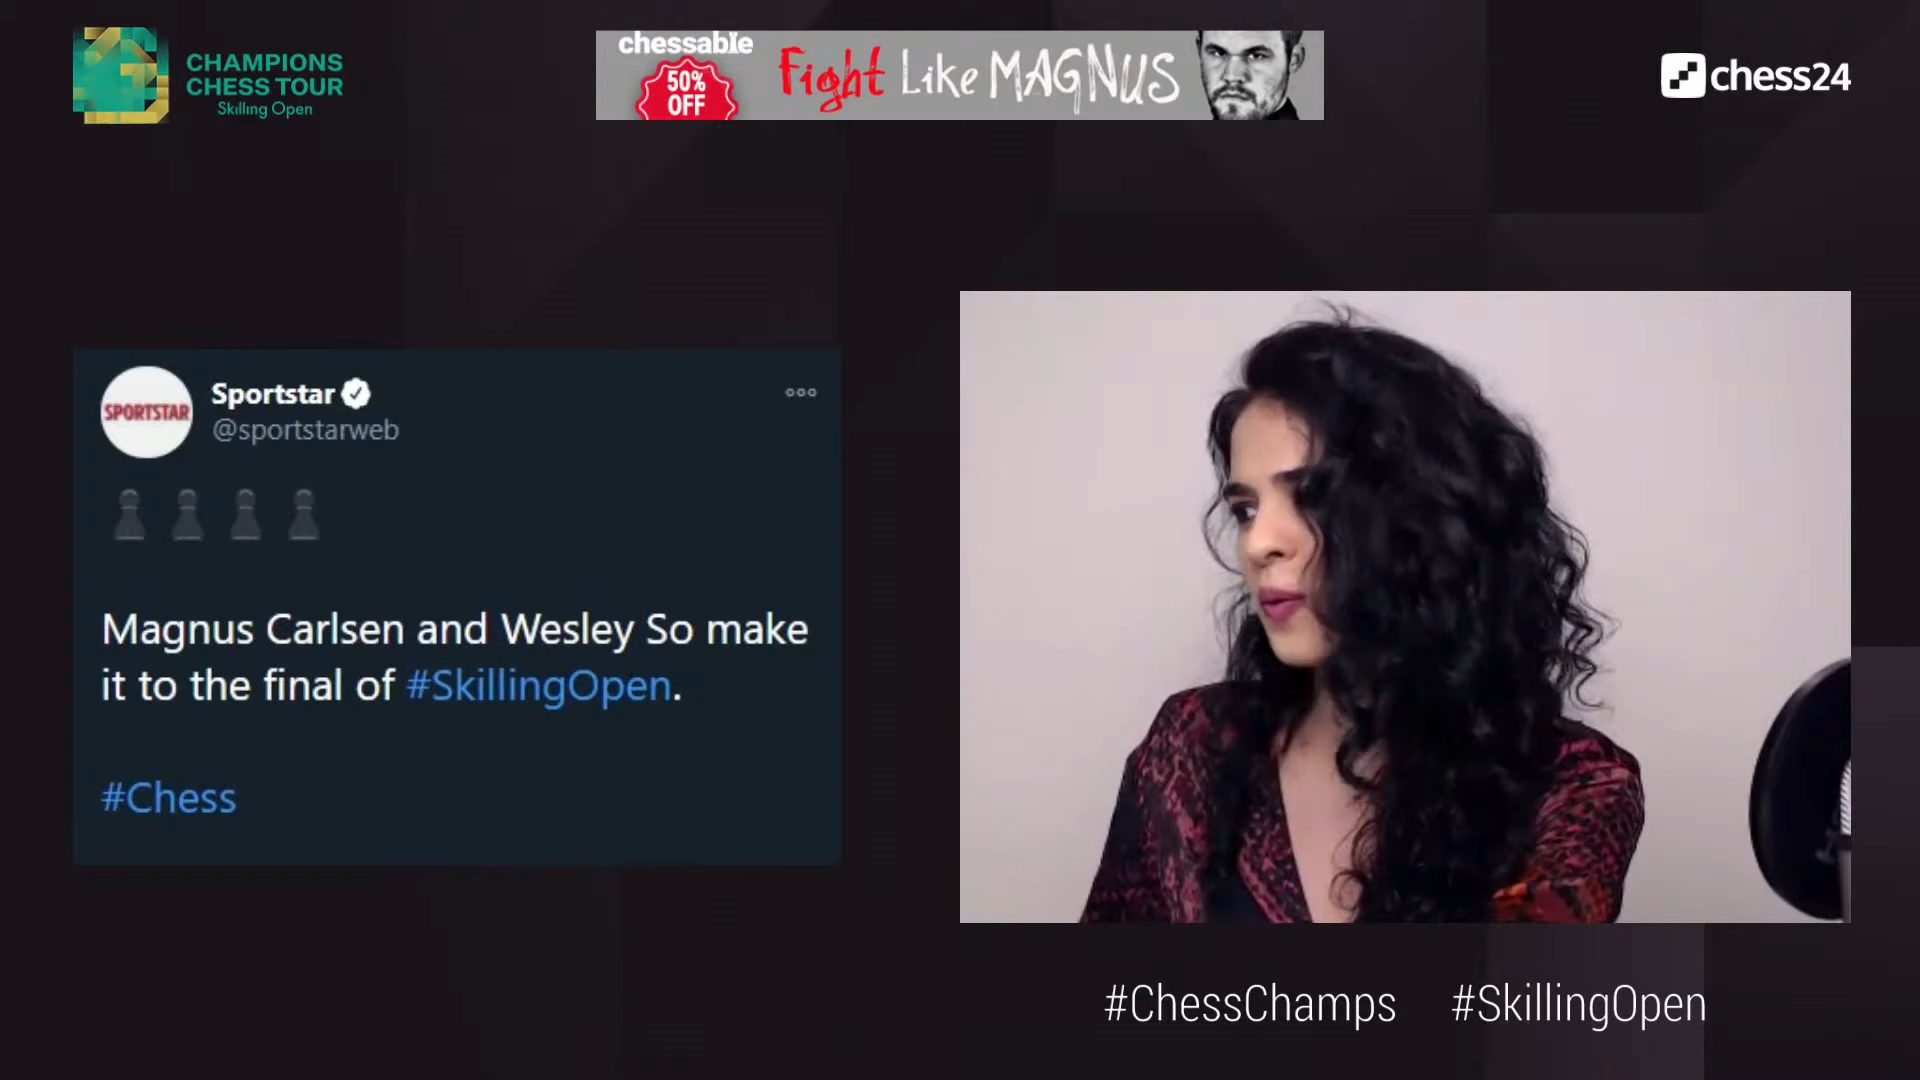 CHAMPIONS
CHESS TOUR
Skilling Open
chessable
50%
OFF
Fight Like MAGNUS
chess24
SPORTSTAR
Sportstar
@sportstarweb
Magnus Carlsen and Wesley So make
it to the final of #SkillingOpen.
#Chess
#ChessChamps #SkillingOpen